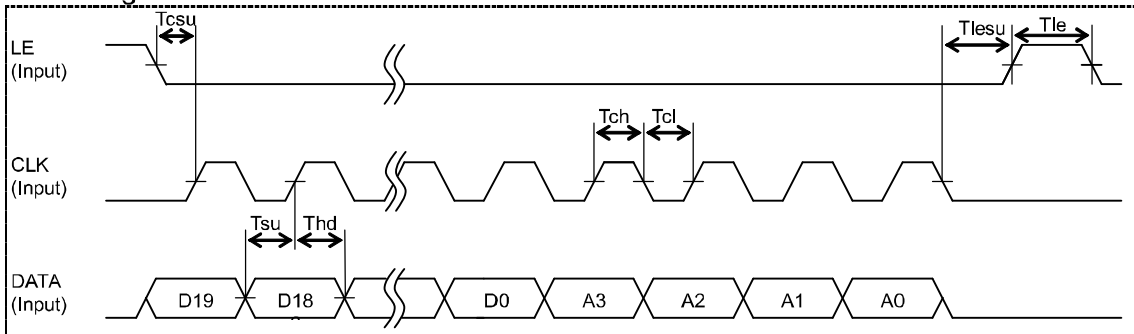 Tcsu
Tlesu
Tle
LE
(Input)
Tch
Tcl
CLK
(Input)
Tsu
Thd
DATA
(Input)
D19
D18
D0
A3
A2
A1
A0